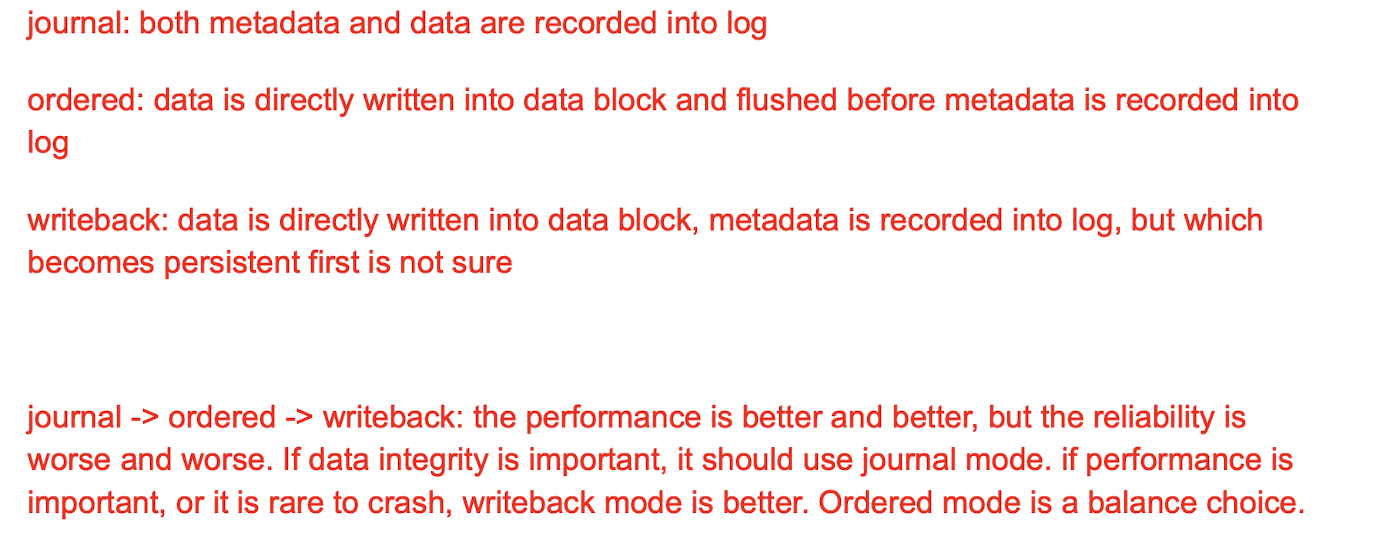 journal: both metadata and data are recorded into log
ordered: data is directly written into data block and flushed before metadata is recorded into
log
writeback: data is directly written into data block, metadata is recorded into log, but which
becomes persistent first is not sure
journal -> ordered -> writeback: the performance is better and better, but the reliability is
worse and worse. If data integrity is important, it should use journal mode. if performance is
important, or it is rare to crash, writeback mode is better. Ordered mode is a balance choice.